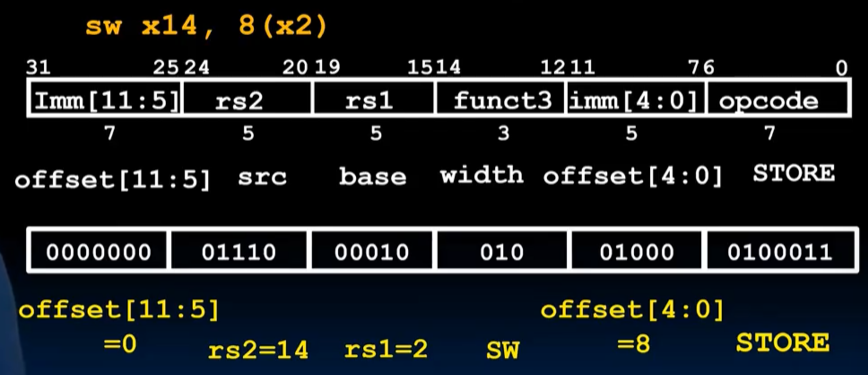 sw x14, 8(x2)
31 25 24 20 19 15 14 12 11 7 6 0
Imm[11:5] rs2 rs1 funct3 imm[4:0] opcode
7 5 5 3 5 7
offset[11:5] src base width offset[4:0] STORE
0000000 01110 00010 010 01000 0100011
offset[11:5] offset[4:0]
=0 rs2=14 rs1=2 SW =8 STORE